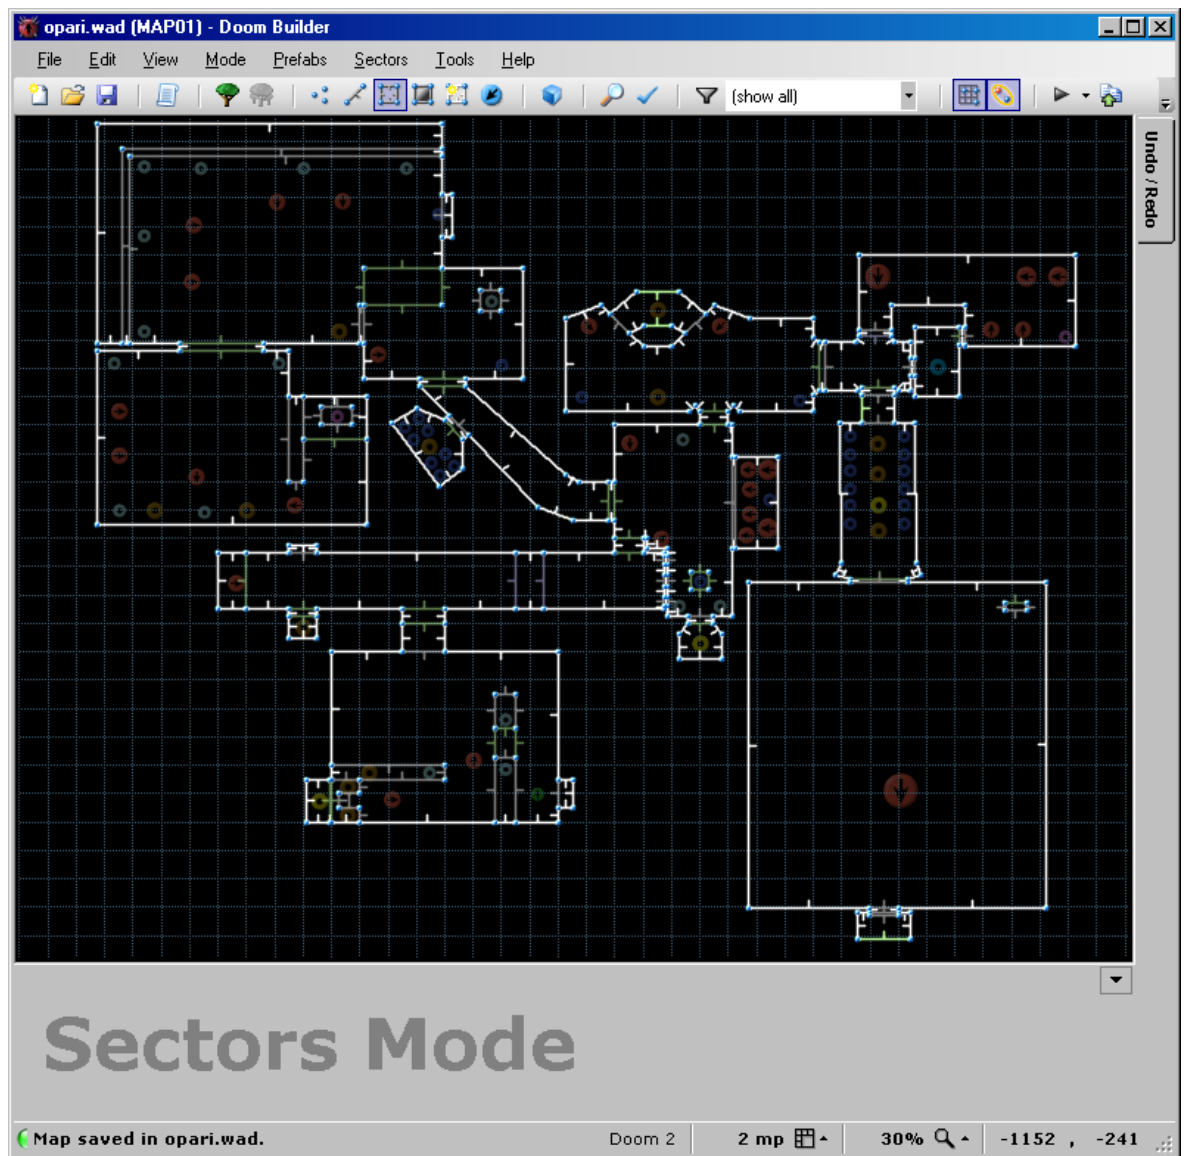 opari.wad (MAP01) - Doom Builder
File Edit View Mode Prefabs Sectors Tools Help
(show all)
Undo / Redo
Sectors Mode
Map saved in opari.wad. Doom 2 2 mp 30% -1152 , -241